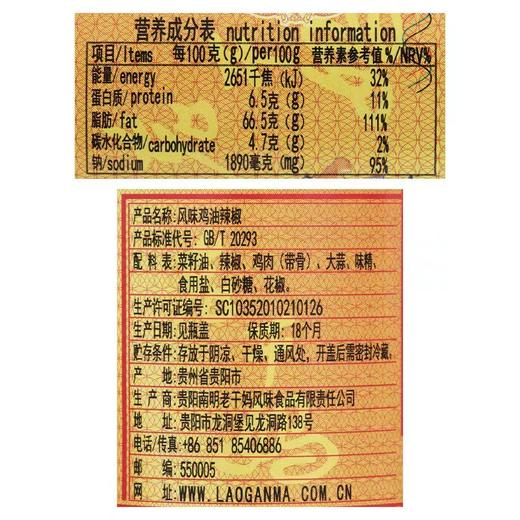 营养成分表 nutrition information
项目/Items 每100克(g)/per100g 营养素参考值%/NRV%
能量/energy 2651千焦(kJ) 32%
蛋白质/protein 6.5克(g) 11%
脂肪/fat 66.5克(g) 111%
碳水化合物/carbohydrate 4.7克(g) 2%
钠/sodium 1890毫克(mg) 95%
产品名称: 风味鸡油辣椒
产品标准代号: GB/T 20293
配 料 表: 菜籽油、辣椒、鸡肉(带骨)、大蒜、味精、
食用盐、白砂糖、花椒。
生产许可证编号: SC10352010210126
生产日期: 见瓶盖 保质期: 18个月
贮存条件: 存放于阴凉、干燥、通风处, 开盖后需密封冷藏。
产 地: 贵州省贵阳市
生 产 商: 贵阳南明老干妈风味食品有限责任公司
地 址: 贵阳市龙洞堡见龙洞路138号
电话/传真: +86 851 85406886
邮 编: 550005
网 址: WWW.LAOGANMA.COM.CN